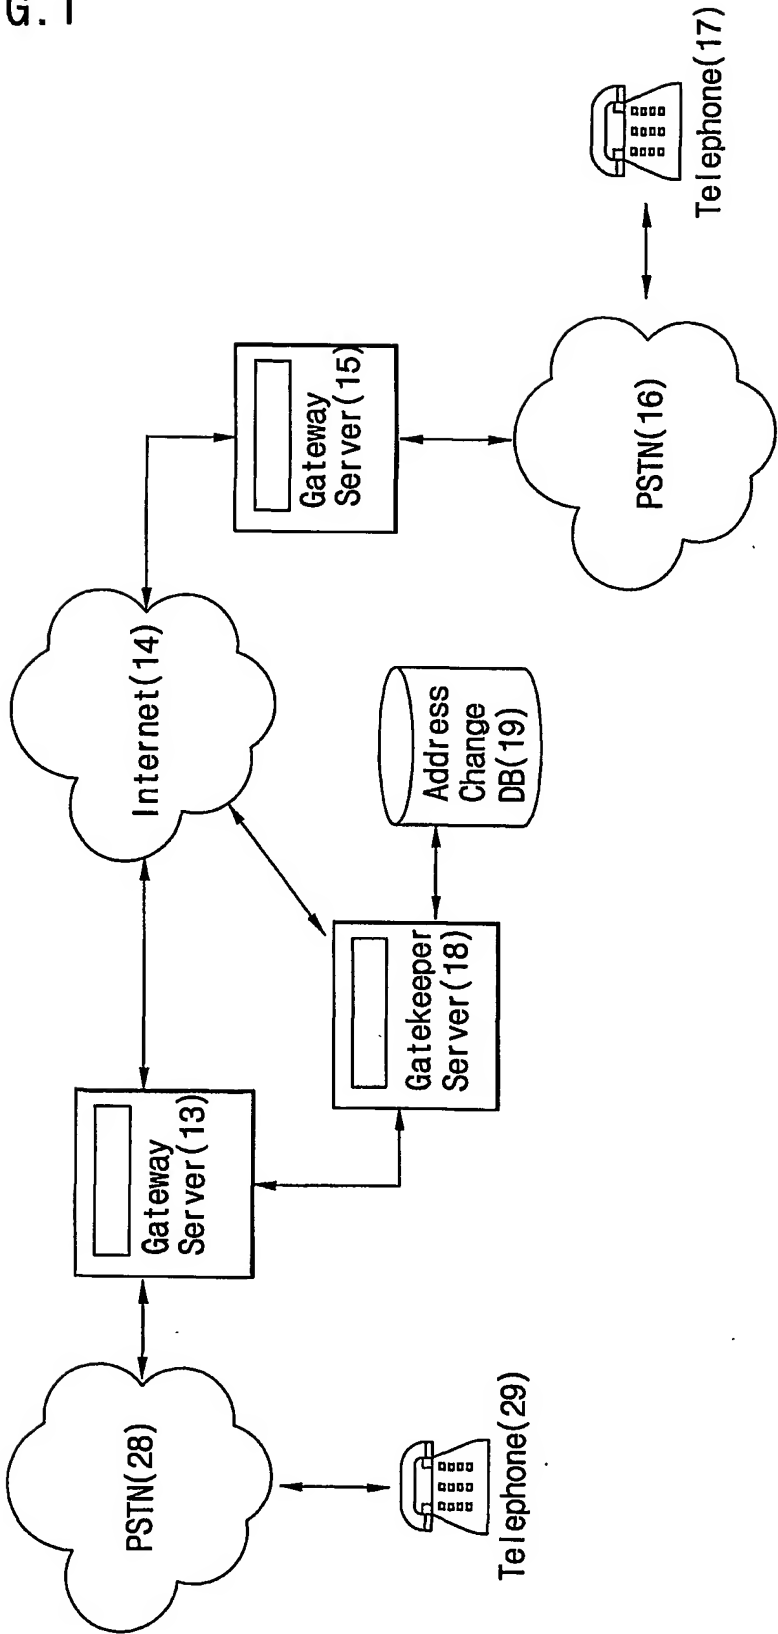 G.1
PSTN(28)
Telephone(29)
Gateway
Server(13)
Gatekeeper
Server(18)
Address
Change
DB(19)
Internet(14)
Gateway
Server(15)
PSTN(16)
Telephone(17)